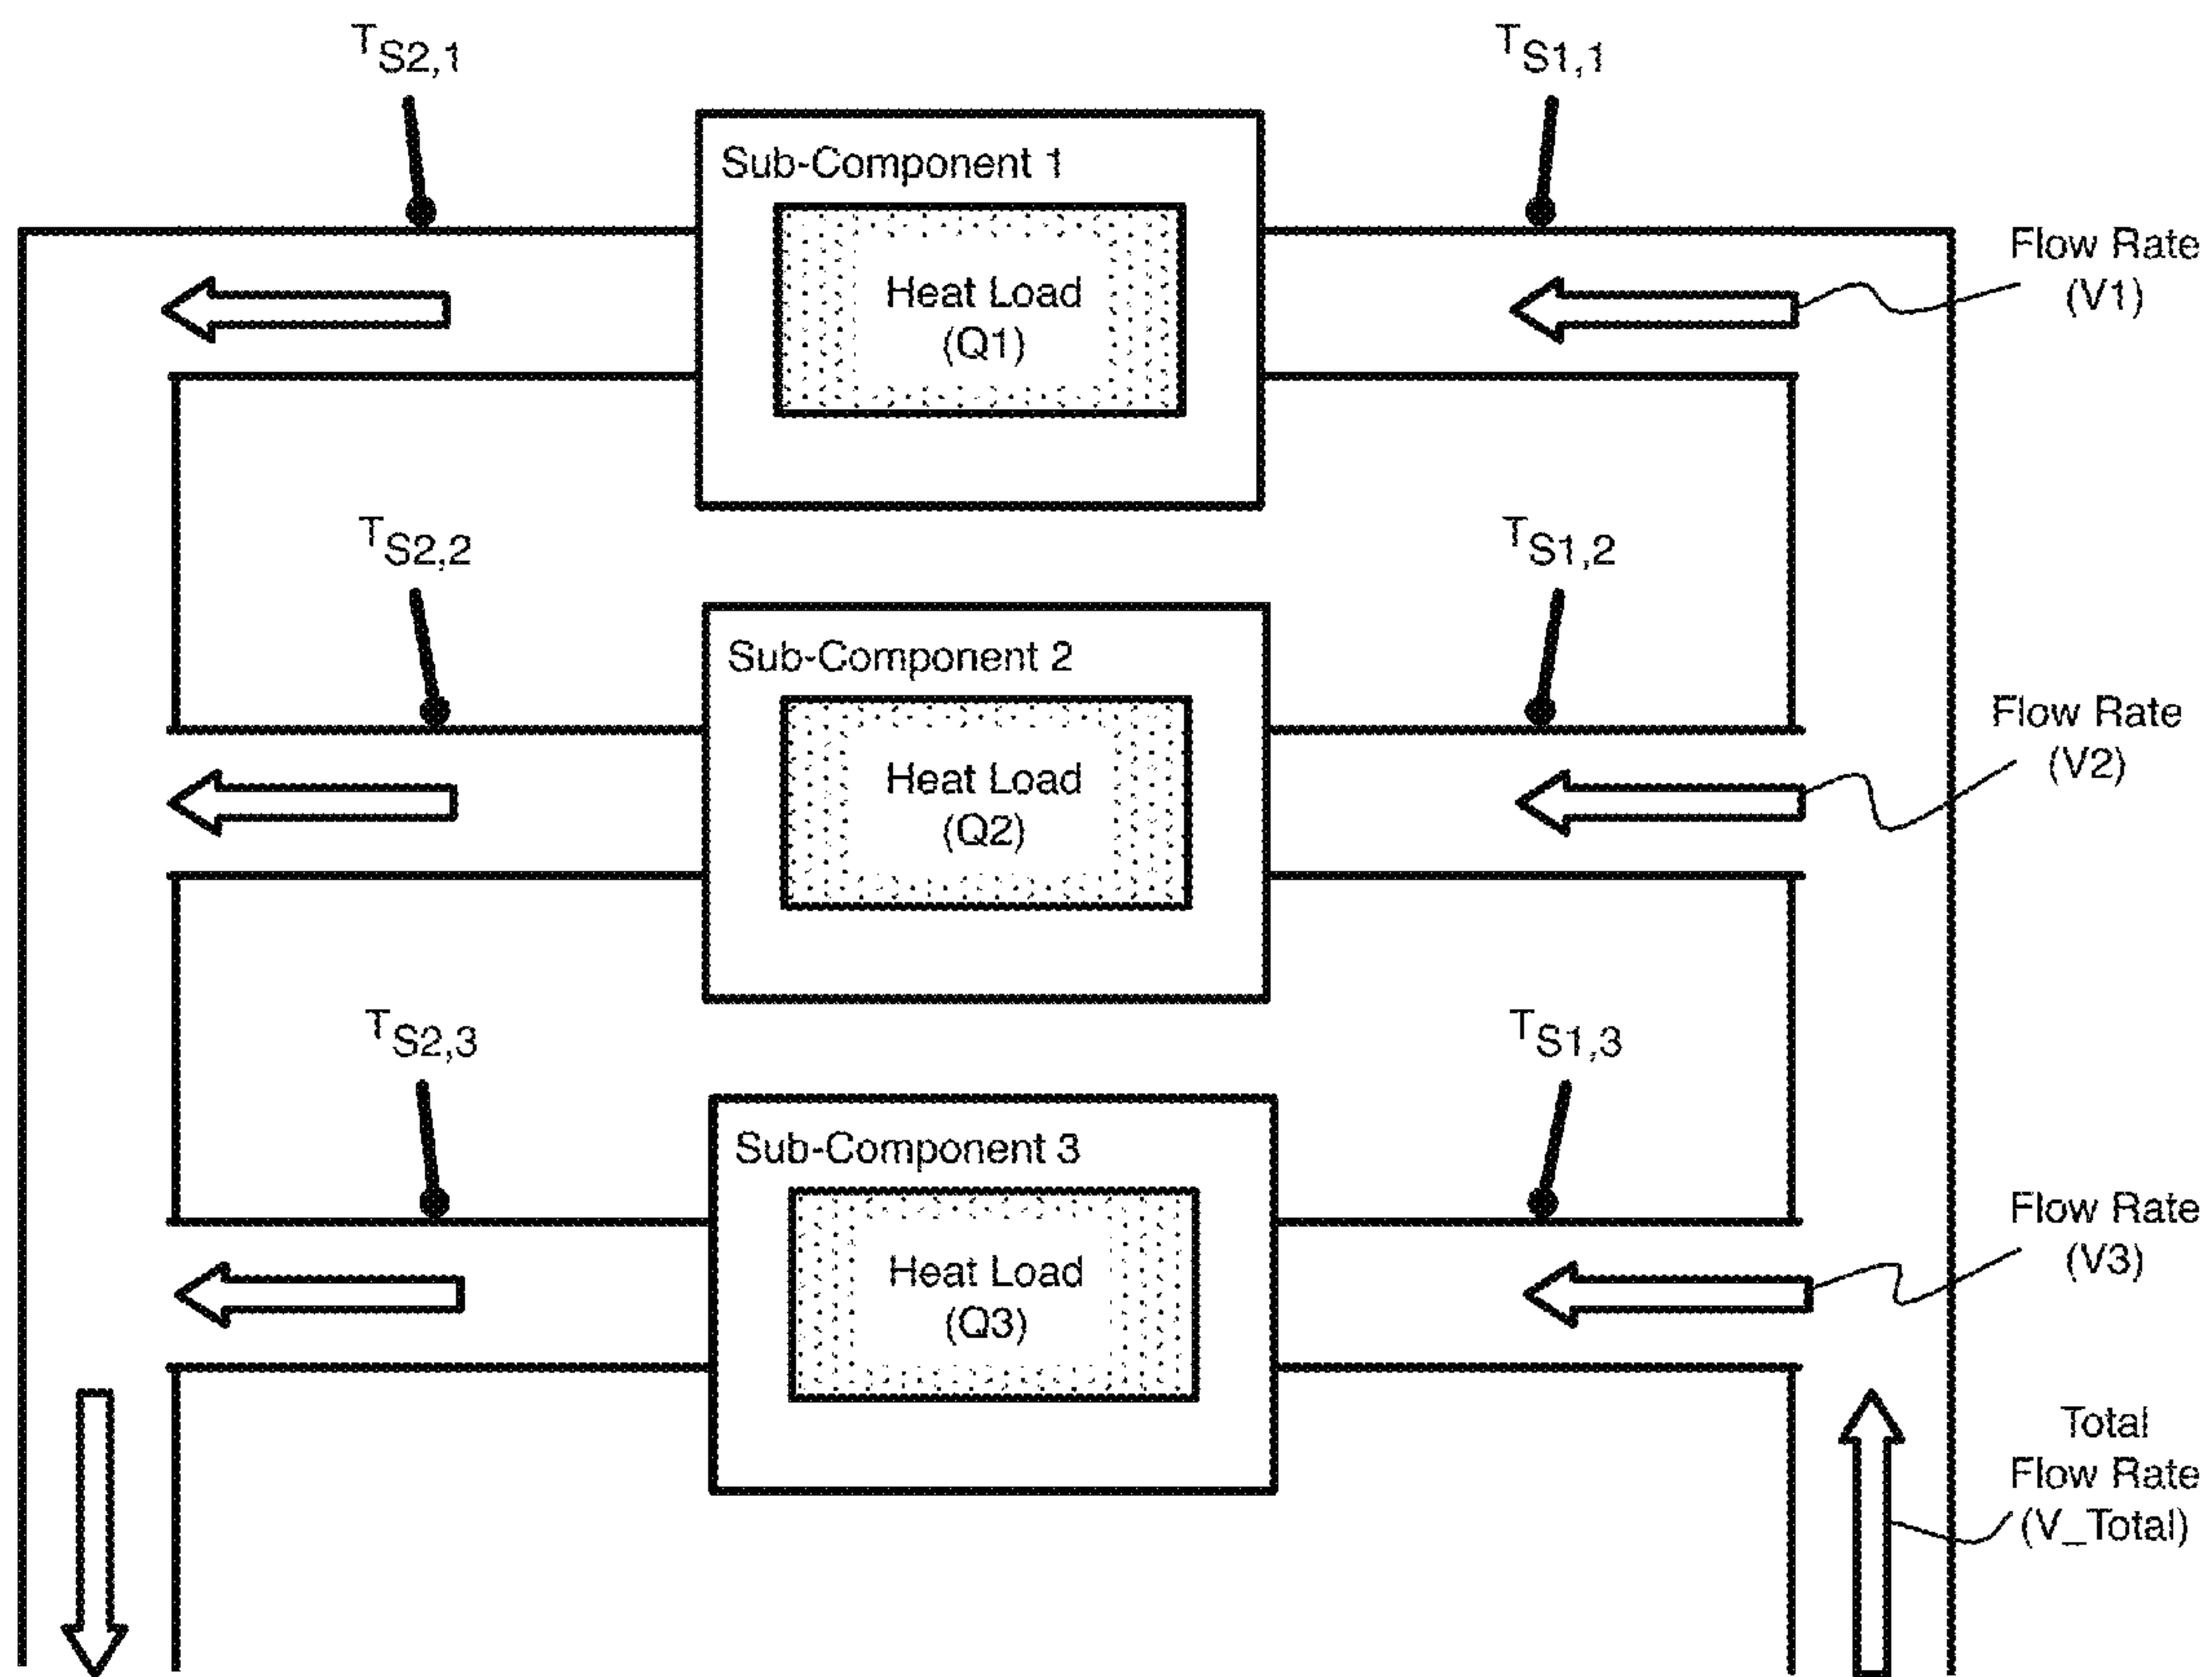 TS2,1
TS1,1
Sub-Component 1
Heat Load
(Q1)
Flow Rate
(V1)
TS2,2
TS1,2
Sub-Component 2
Heat Load
(Q2)
Flow Rate
(V2)
TS2,3
TS1,3
Sub-Component 3
Heat Load
(Q3)
Flow Rate
(V3)
Total
Flow Rate
(V_Total)